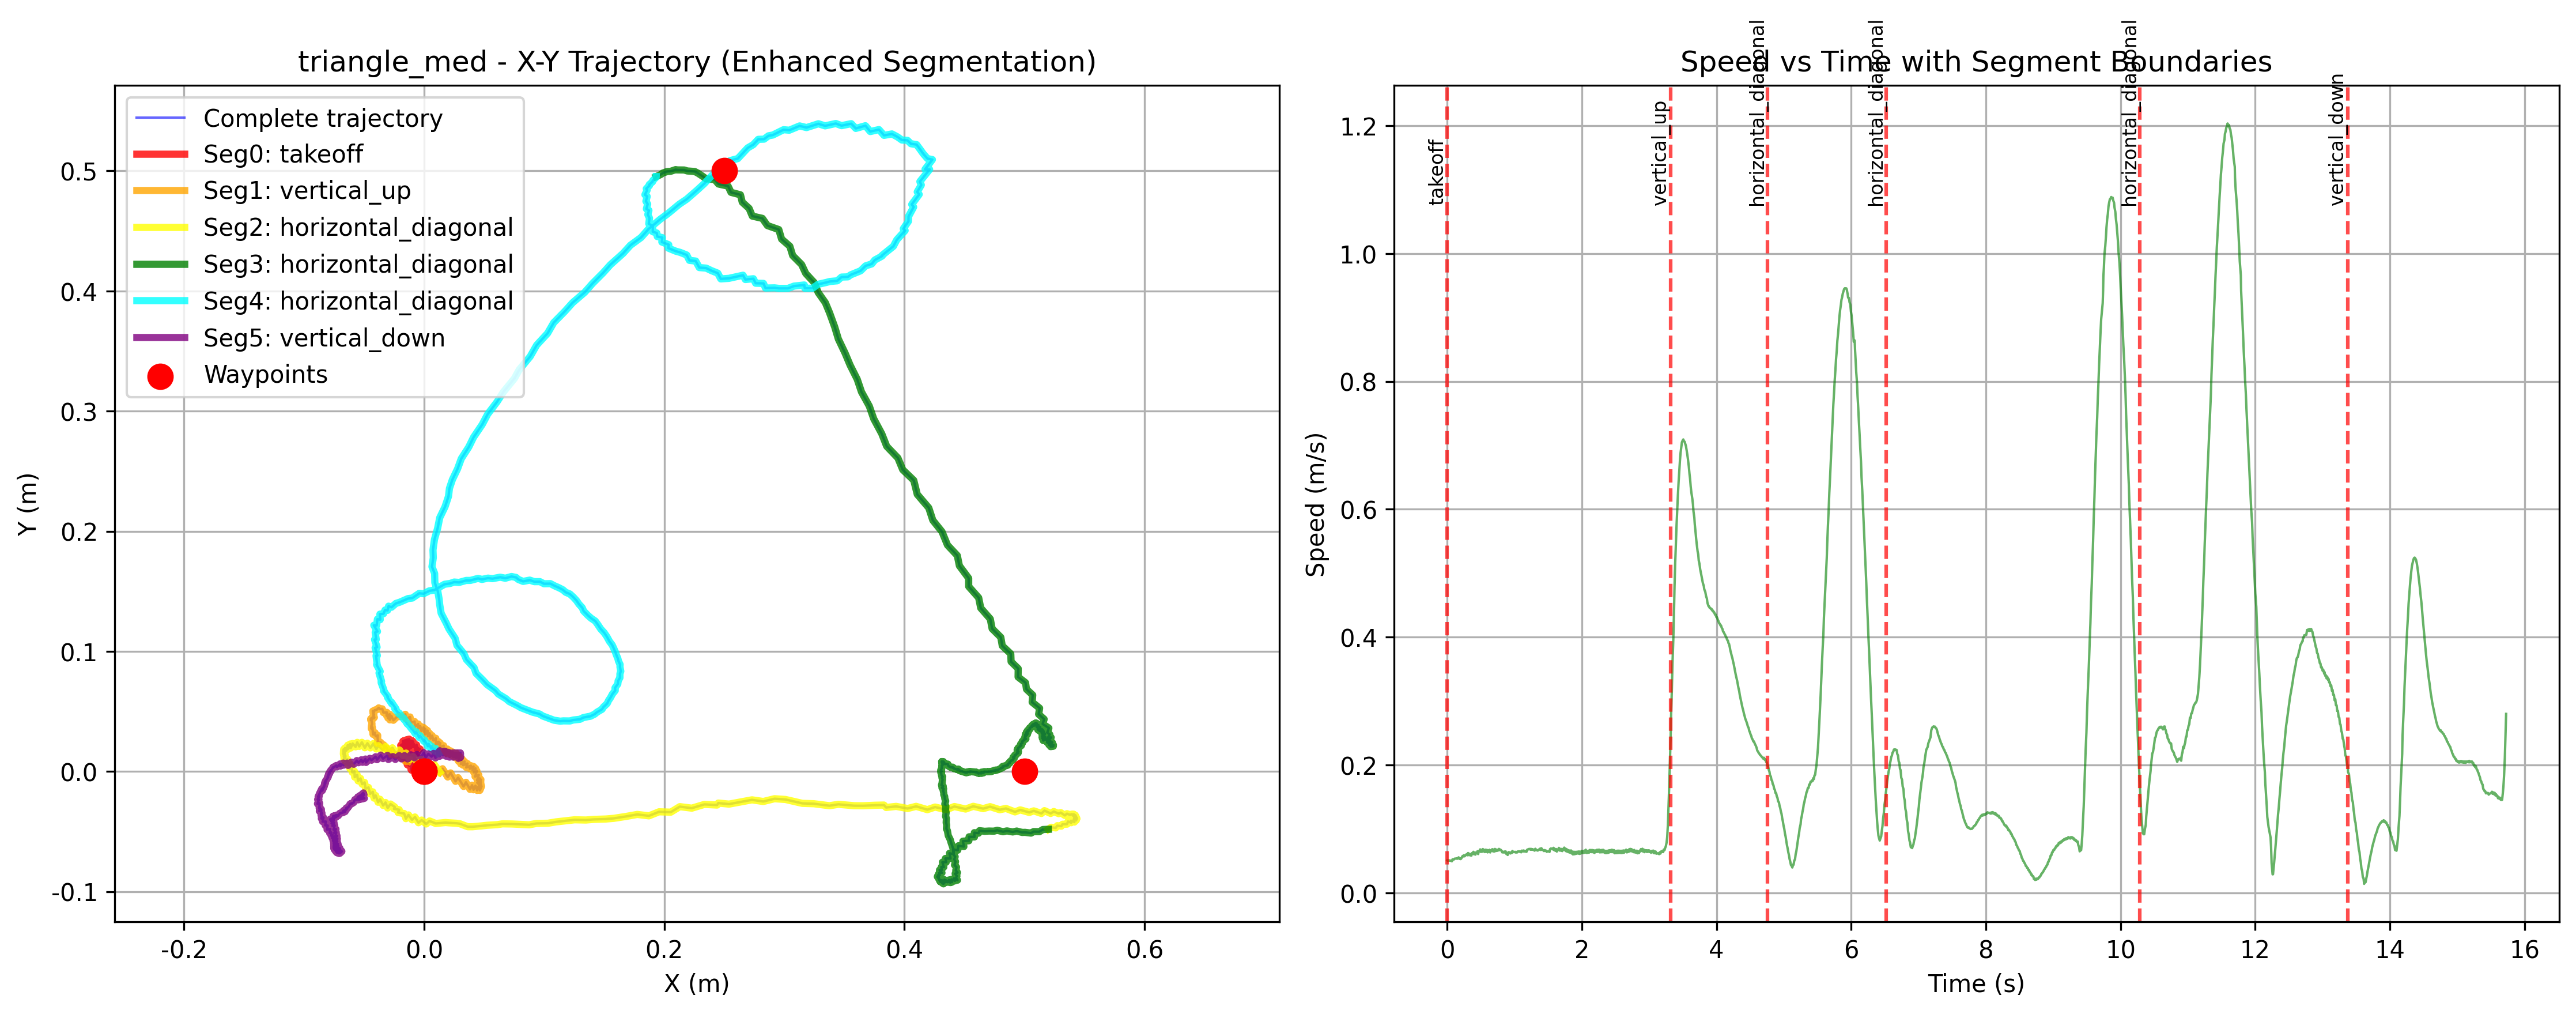 triangle_med - X-Y Trajectory (Enhanced Segmentation)
Complete trajectory
Seg0: takeoff
Seg1: vertical_up
Seg2: horizontal_diagonal
Seg3: horizontal_diagonal
Seg4: horizontal_diagonal
Seg5: vertical_down
Waypoints
Y (m)
0.5
0.4
0.3
0.2
0.1
0.0
-0.1
-0.2
0.0
0.2
0.4
0.6
X (m)
Speed vs Time with Segment Boundaries
takeoff
vertical_up
horizontal_diagonal
horizontal_diagonal
horizontal_diagonal
vertical_down
Speed (m/s)
1.2
1.0
0.8
0.6
0.4
0.2
0.0
0
2
4
6
8
10
12
14
16
Time (s)